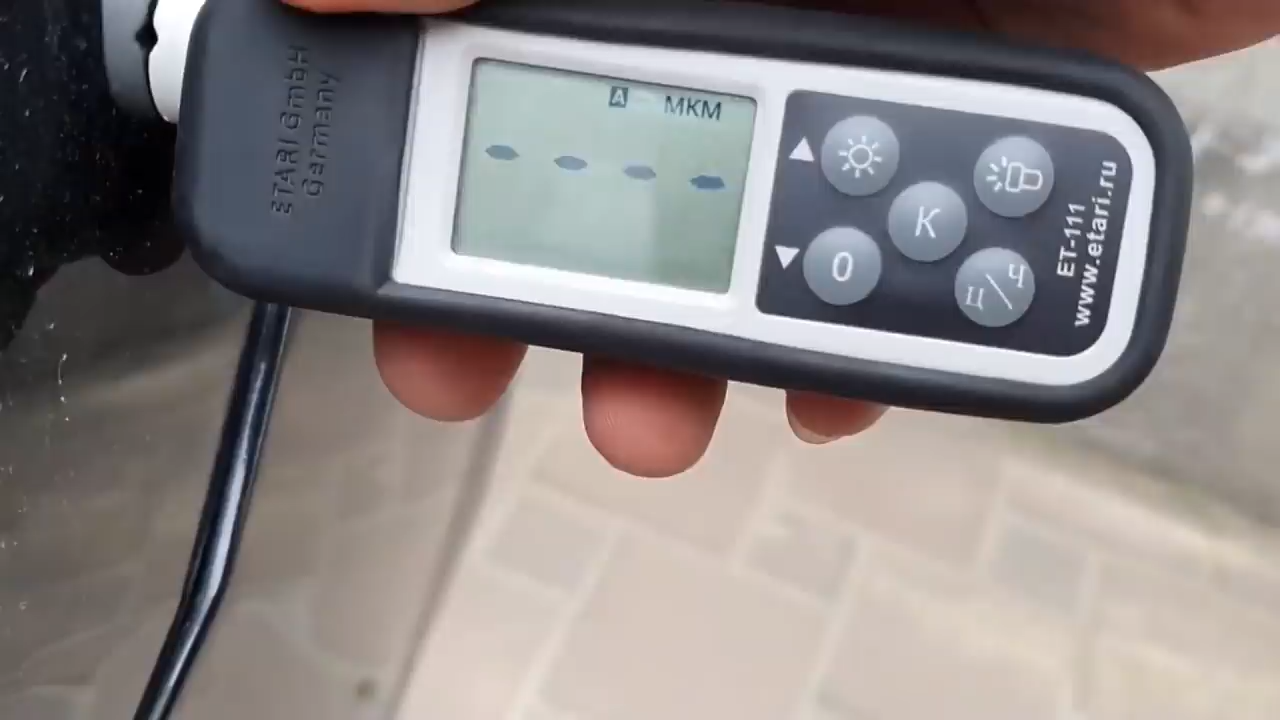 ETARI GmbH
Germany
A МКМ
----
К
0
Ц/Ч
ET-111
www.etari.ru